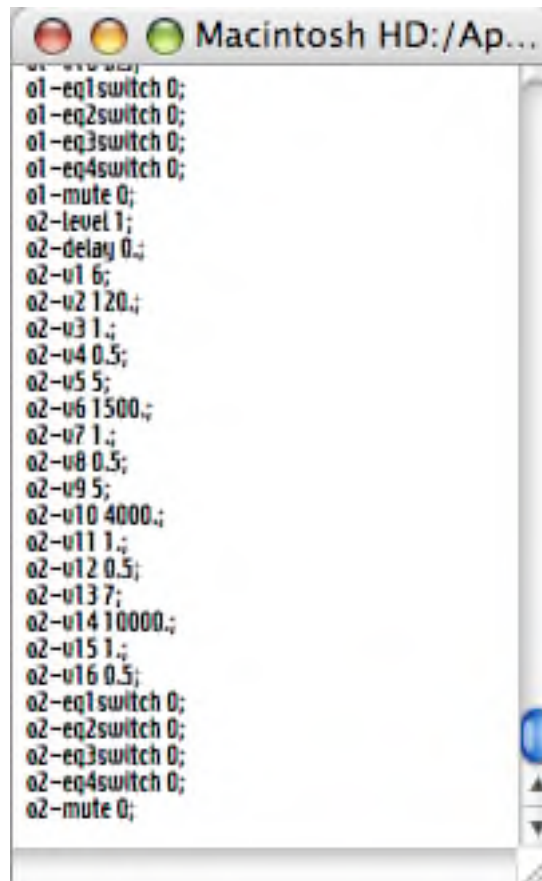 Macintosh HD:/Ap...
o1-eq1switch 0;
o1-eq2switch 0;
o1-eq3switch 0;
o1-eq4switch 0;
o1-mute 0;
o2-level 1;
o2-delay 0.;
o2-v1 6;
o2-v2 120.;
o2-v3 1.;
o2-v4 0.5;
o2-v5 5;
o2-v6 1500.;
o2-v7 1.;
o2-v8 0.5;
o2-v9 5;
o2-v10 4000.;
o2-v11 1.;
o2-v12 0.5;
o2-v13 7;
o2-v14 10000.;
o2-v15 1.;
o2-v16 0.5;
o2-eq1switch 0;
o2-eq2switch 0;
o2-eq3switch 0;
o2-eq4switch 0;
o2-mute 0;